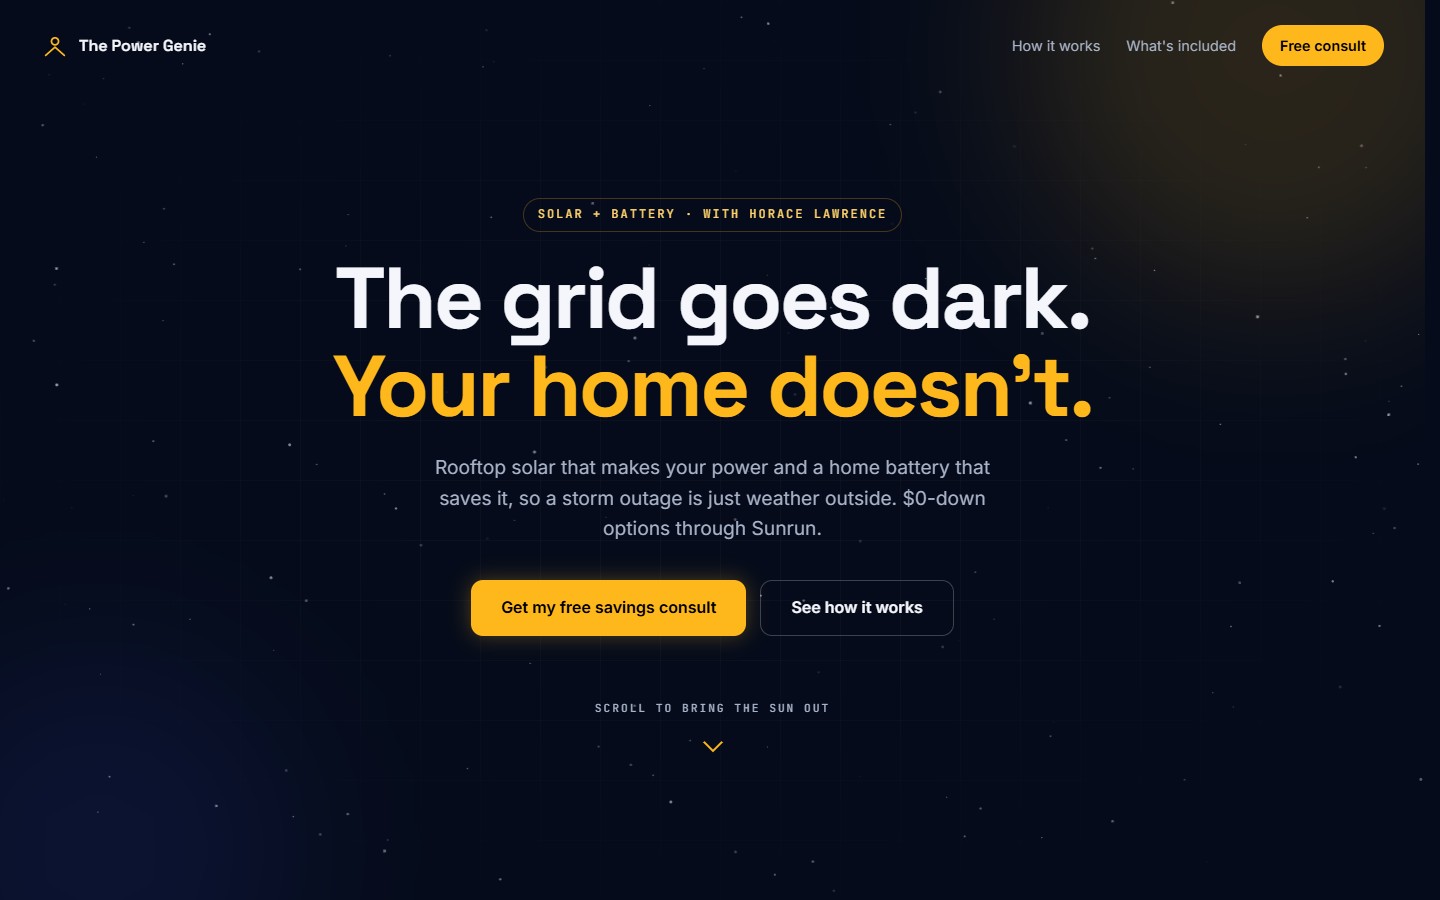 The Power Genie
How it works
What's included
Free consult
SOLAR + BATTERY · WITH HORACE LAWRENCE
The grid goes dark.
Your home doesn’t.
Rooftop solar that makes your power and a home battery that
saves it, so a storm outage is just weather outside. $0-down
options through Sunrun.
Get my free savings consult
See how it works
SCROLL TO BRING THE SUN OUT